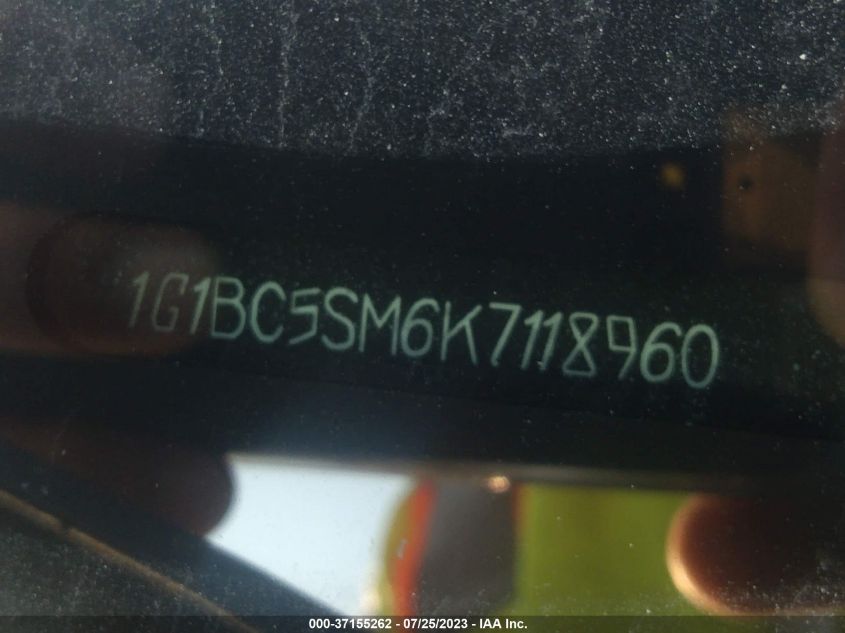 1G1BC5SM6K7118960
000-37155262 - 07/25/2023 - IAA Inc.